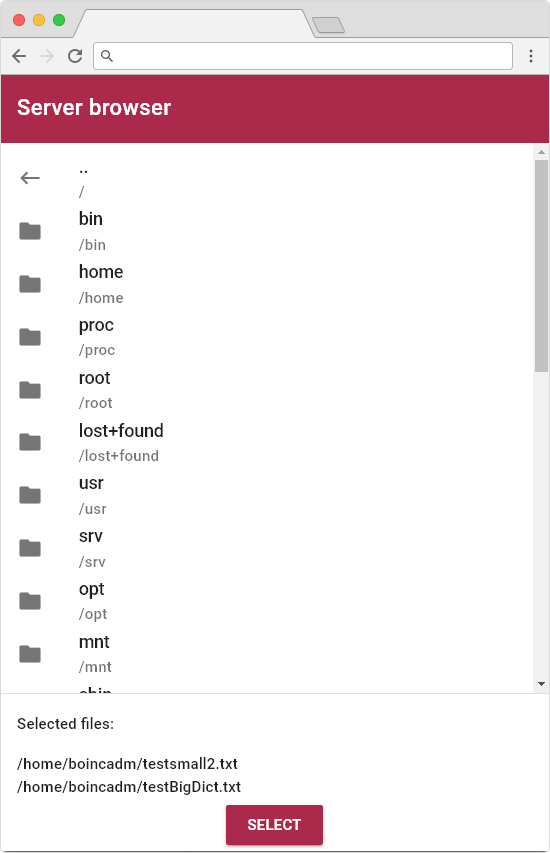 Server browser
..
/
bin
/bin
home
/home
proc
/proc
root
/root
lost+found
/lost+found
usr
/usr
srv
/srv
opt
/opt
mnt
/mnt
Selected files:
/home/boincadm/testsmall2.txt
/home/boincadm/testBigDict.txt
SELECT